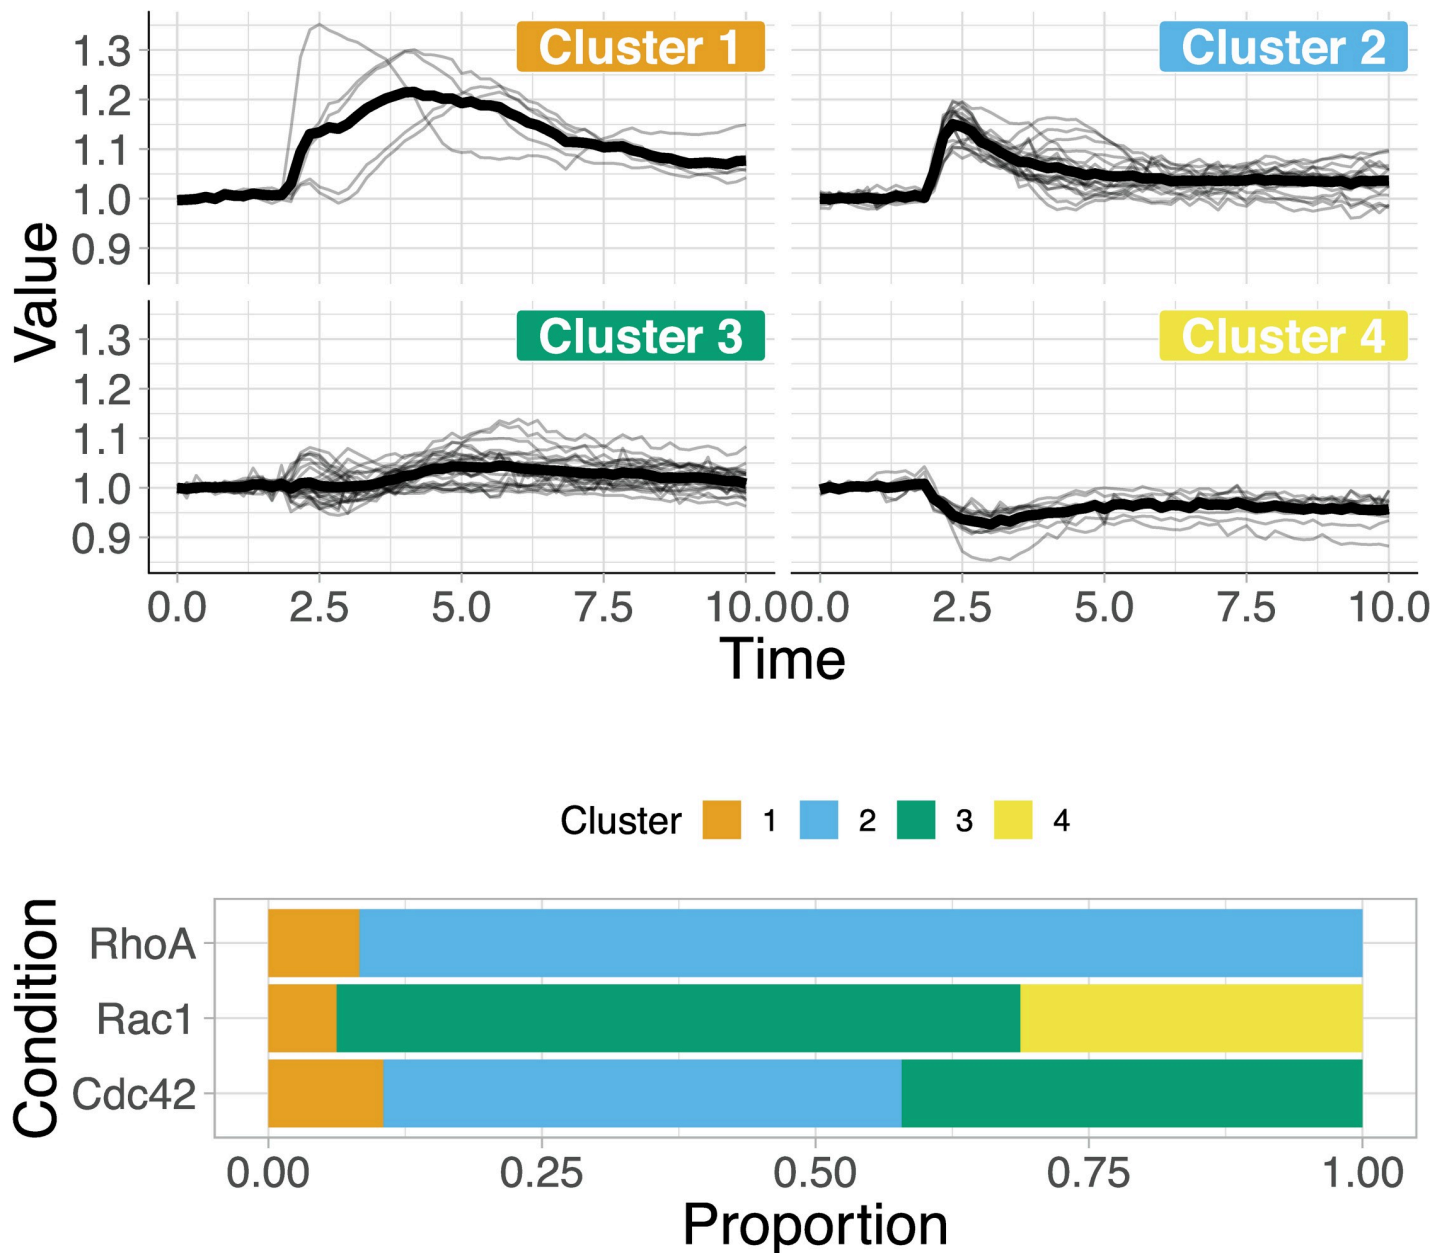 Cluster 1
Cluster 2
1.3
1.2
1.1
1.0
0.9
Value
Cluster 3
Cluster 4
1.3
1.2
1.1
1.0
0.9
0.0 2.5 5.0 7.5 10.0 0.0 2.5 5.0 7.5 10.0
Time
Cluster 1 2 3 4
Condition
RhoA
Rac1
Cdc42
0.00 0.25 0.50 0.75 1.00
Proportion